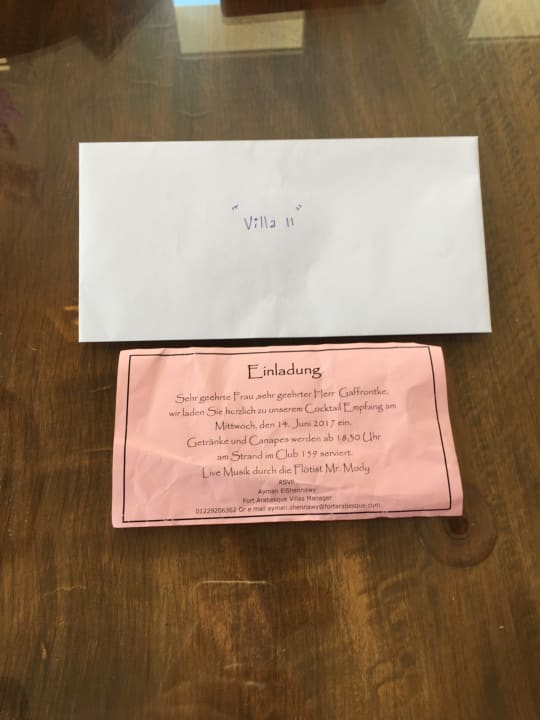 "Villa 11"
Einladung
Sehr geehrte Frau ,sehr geehrter Herr Gaffrontke,
wir laden Sie herzlich zu unserem Cocktail Empfang am
Mittwoch, den 14. Juni 2017 ein.
Getränke und Canapes werden ab 18,30 Uhr
am Strand im Club 139 serviert.
Live Musik durch die Flötist Mr. Mody
RSVP
Ayman ElShennawy
Fort Arabesque Villas Manager
01229206362 Or e mail ayman.shennawy@fortarabesque.com